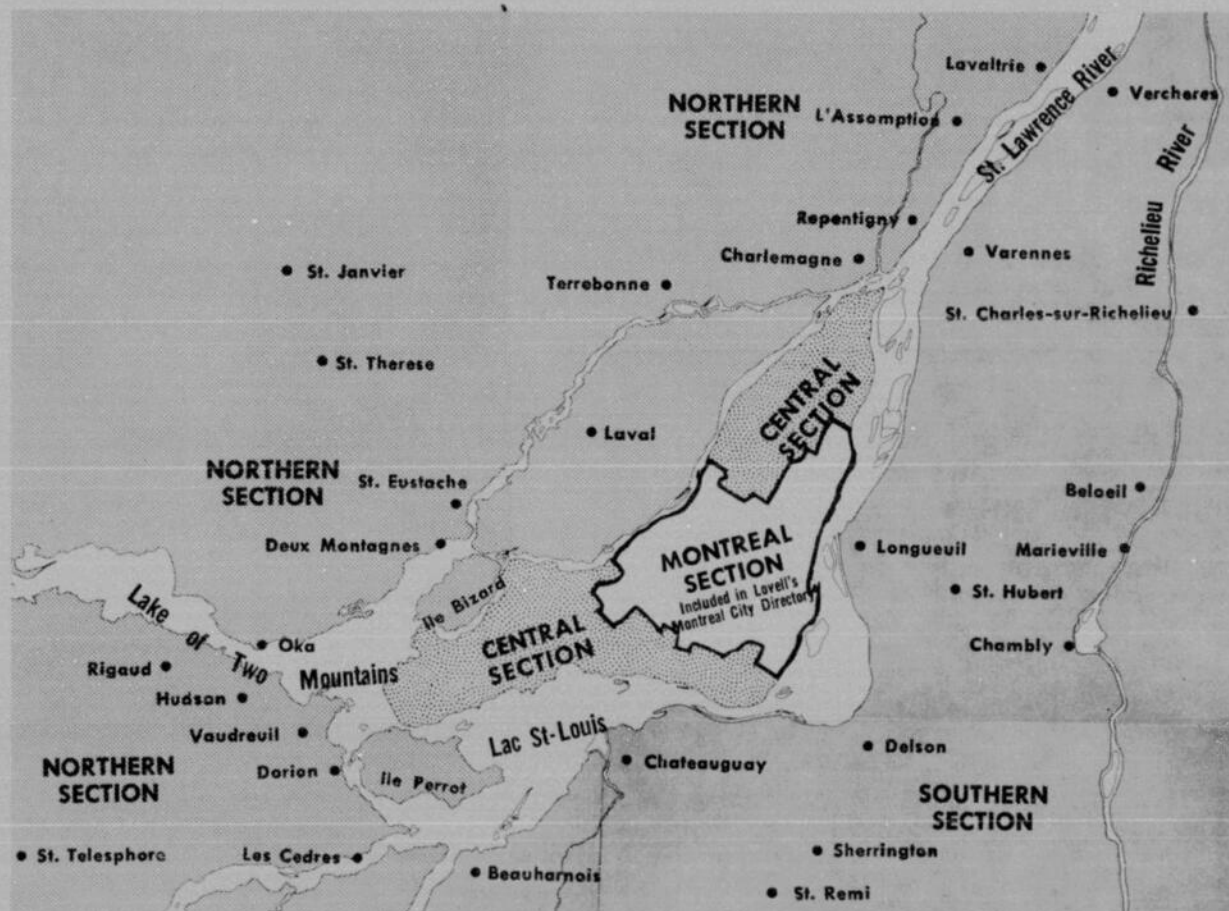 Lavaltrie
Vercheres
NORTHERN
SECTION
L'Assomption
St. Lawrence River
Richelieu River
Repentigny
Charlemagne
Varennes
St. Janvier
Terrebonne
St. Charles-sur-Richelieu
St. Therese
CENTRAL
SECTION
Laval
NORTHERN
SECTION
St. Eustache
Beloeil
Deux Montagnes
MONTREAL
SECTION
Included in Lovell's
Montreal City Directory
Longueuil
Marieville
île Bizard
St. Hubert
Lake of Two Mountains
Oka
CENTRAL
SECTION
Chambly
Rigaud
Hudson
Vaudreuil
Lac St-Louis
Delson
NORTHERN
SECTION
Dorion
île Perrot
Chateauguay
SOUTHERN
SECTION
St. Telesphore
Les Cedres
Sherrington
Beauharnois
St. Remi